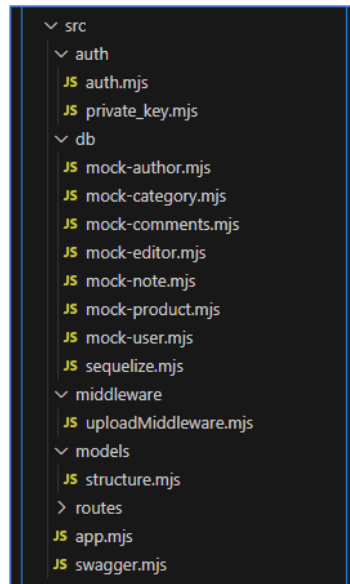 src
auth
JS auth.mjs
JS private_key.mjs
db
JS mock-author.mjs
JS mock-category.mjs
JS mock-comments.mjs
JS mock-editor.mjs
JS mock-note.mjs
JS mock-product.mjs
JS mock-user.mjs
JS sequelize.mjs
middleware
JS uploadMiddleware.mjs
models
JS structure.mjs
routes
JS app.mjs
JS swagger.mjs